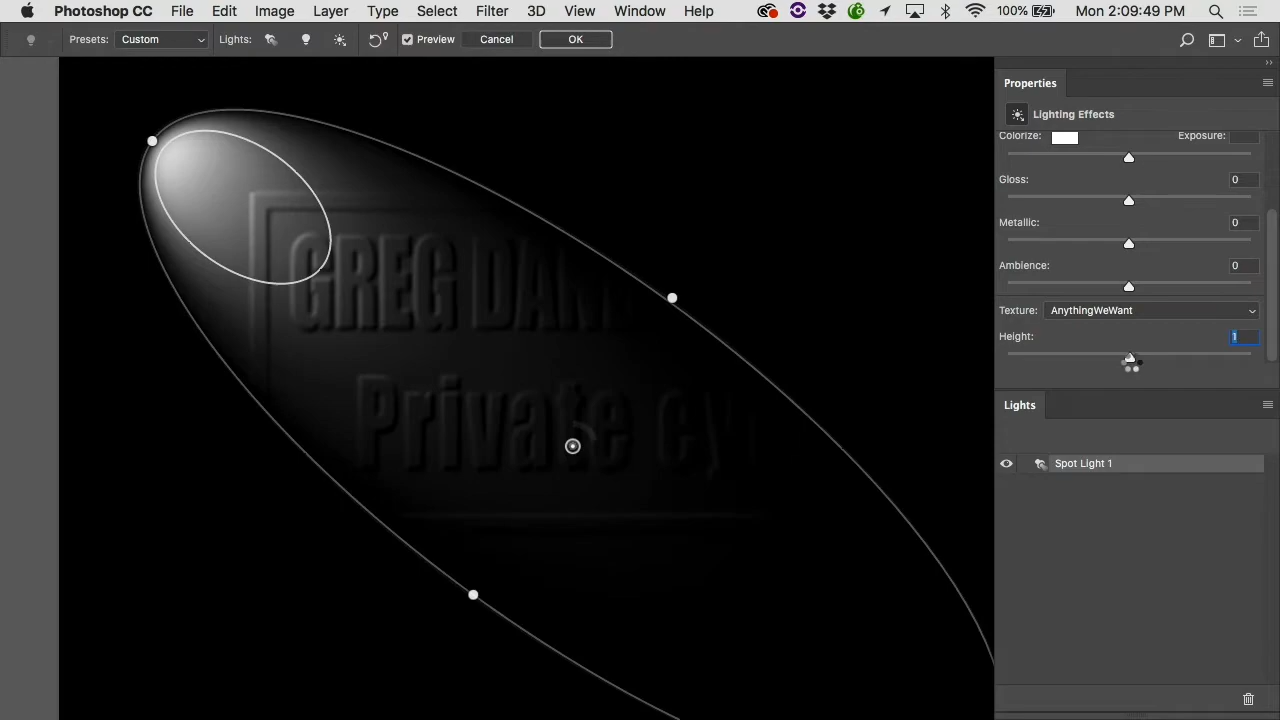 Photoshop CC File Edit Image Layer Type Select Filter 3D View Window Help 100% Mon 2:09:49 PM
Presets: Custom Lights: Preview Cancel OK
Properties
Lighting Effects
Colorize: Exposure:
Gloss: 0
Metallic: 0
Ambience: 0
Texture: AnythingWeWant
Height: 1
Lights
Spot Light 1
GREG
Private eye